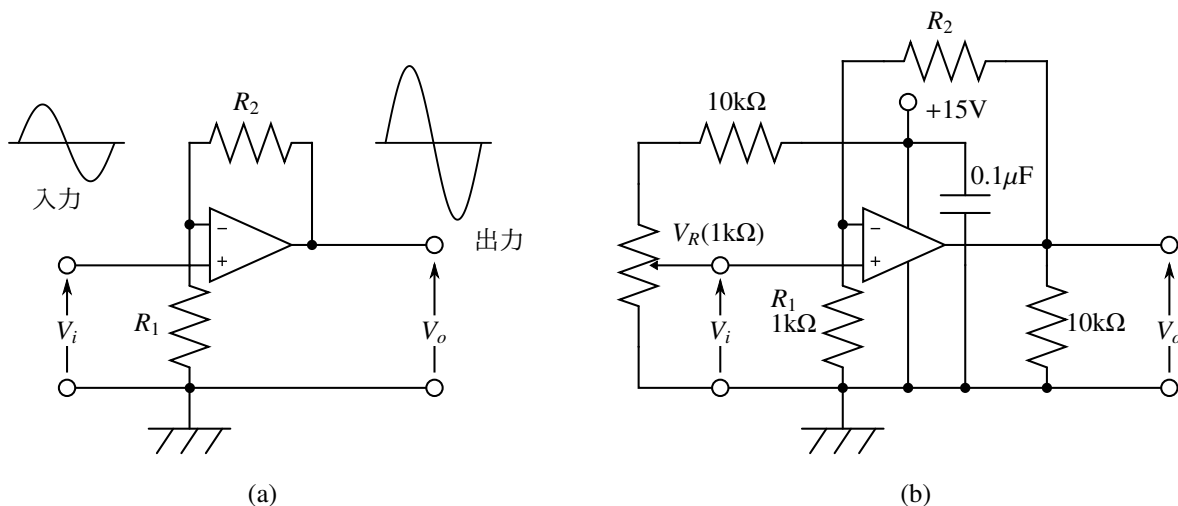 R₂
入力
出力
−
+
R₁
Vᵢ
Vₒ
(a)
R₂
+15V
10kΩ
0.1μF
V_R(1kΩ)
−
+
R₁
1kΩ
10kΩ
Vᵢ
Vₒ
(b)